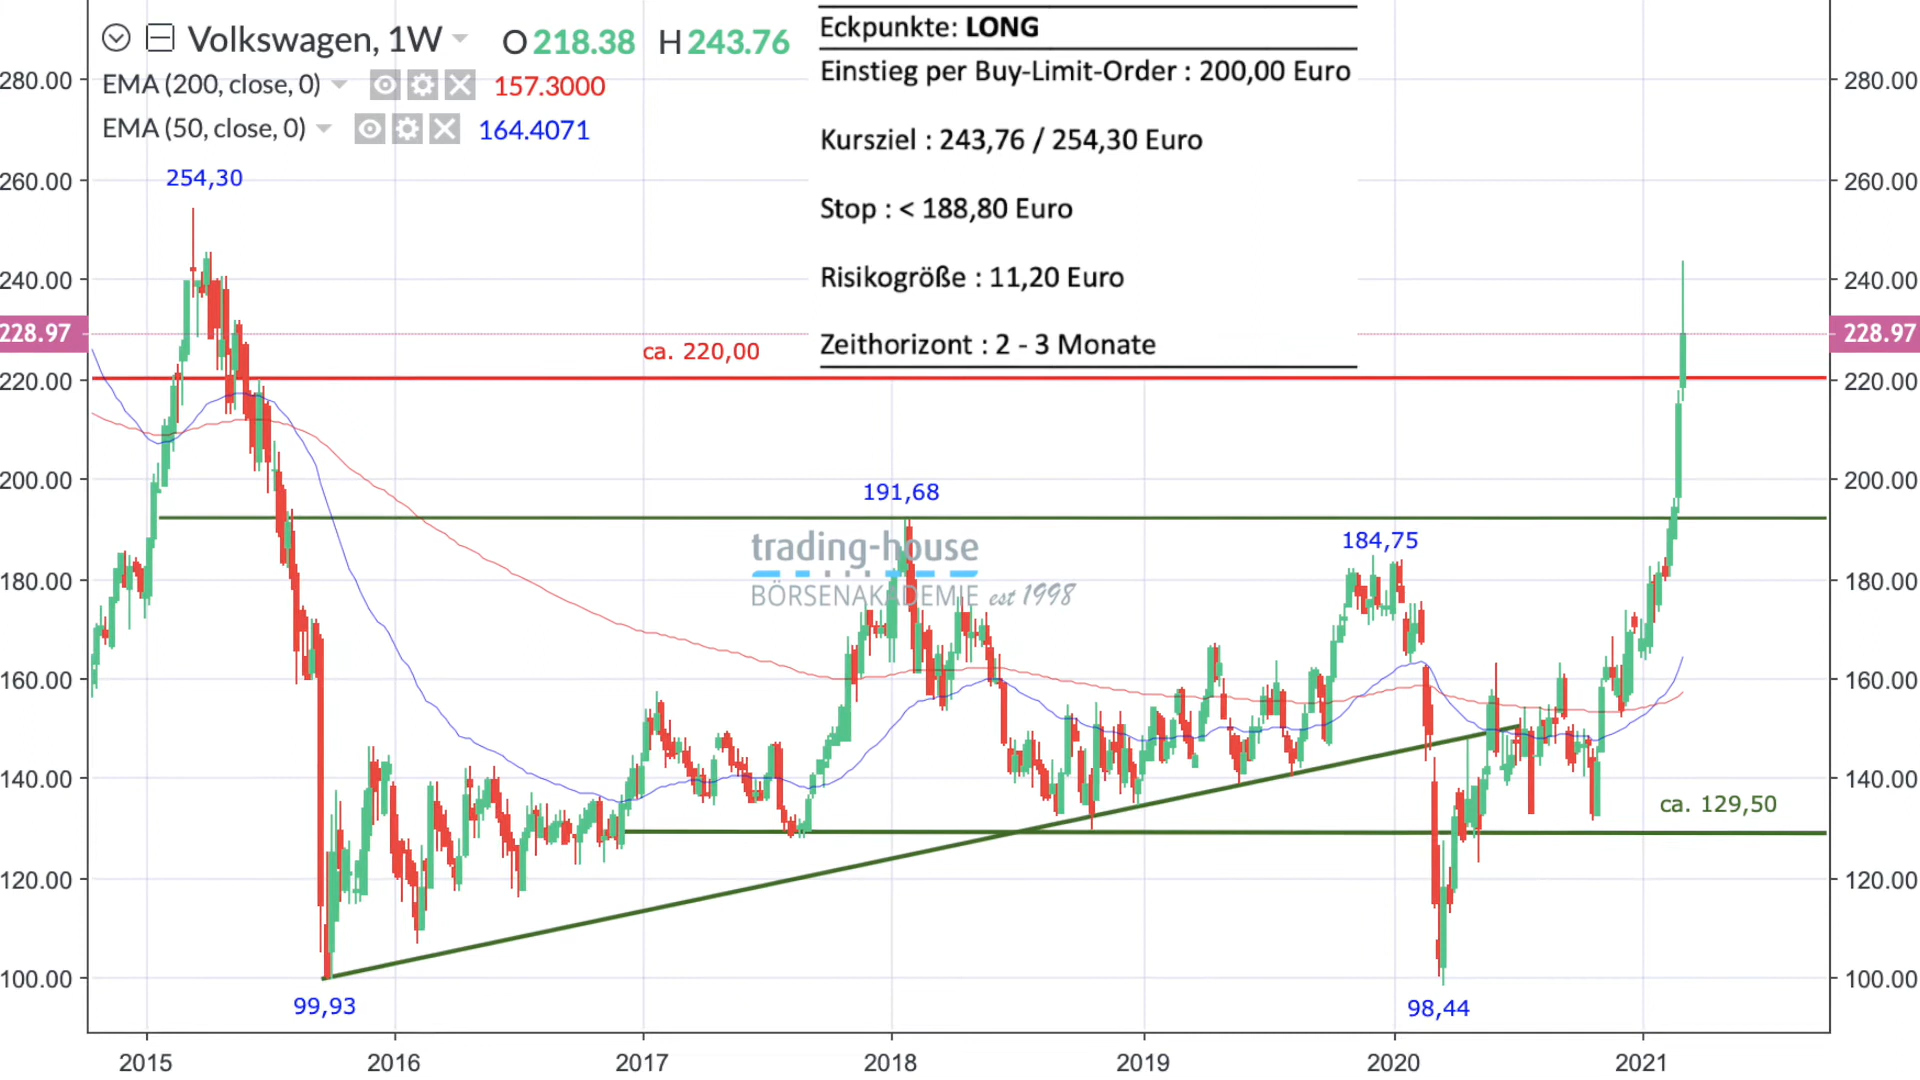 Volkswagen, 1W O218.38 H243.76
EMA (200, close, 0) 157.3000
EMA (50, close, 0) 164.4071
Eckpunkte: LONG
Einstieg per Buy-Limit-Order : 200,00 Euro
Kursziel : 243,76 / 254,30 Euro
Stop : < 188,80 Euro
Risikogröße : 11,20 Euro
Zeithorizont : 2 - 3 Monate
280.00
260.00
240.00
228.97
220.00
200.00
180.00
160.00
140.00
120.00
100.00
254,30
ca. 220,00
191,68
184,75
trading-house
BÖRSENAKADEMIE est 1998
ca. 129,50
99,93
98,44
280.00
260.00
240.00
228.97
220.00
200.00
180.00
160.00
140.00
120.00
100.00
2015 2016 2017 2018 2019 2020 2021